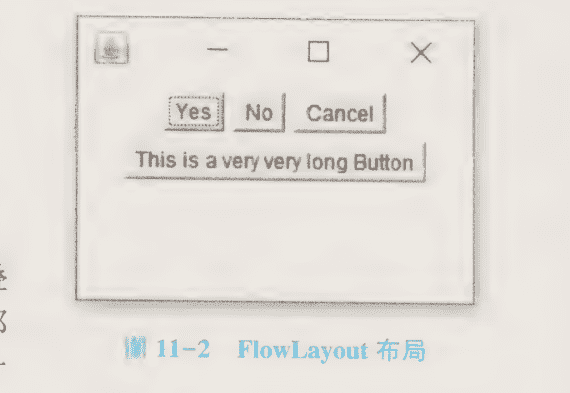 Yes No Cancel
This is a very very long Button
图 11-2 FlowLayout 布局